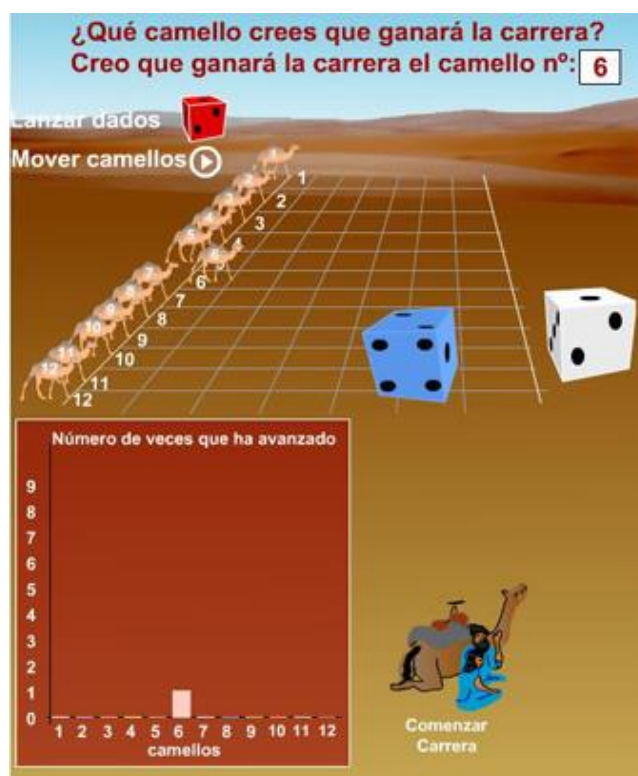 ¿Qué camello crees que ganará la carrera?
Creo que ganará la carrera el camello nº: 6
Lanzar dados
Mover camellos
1
2
3
4
5
6
7
8
9
10
11
12
Número de veces que ha avanzado
9
8
7
6
5
4
3
2
1
0
1 2 3 4 5 6 7 8 9 10 11 12
camellos
Comenzar
Carrera